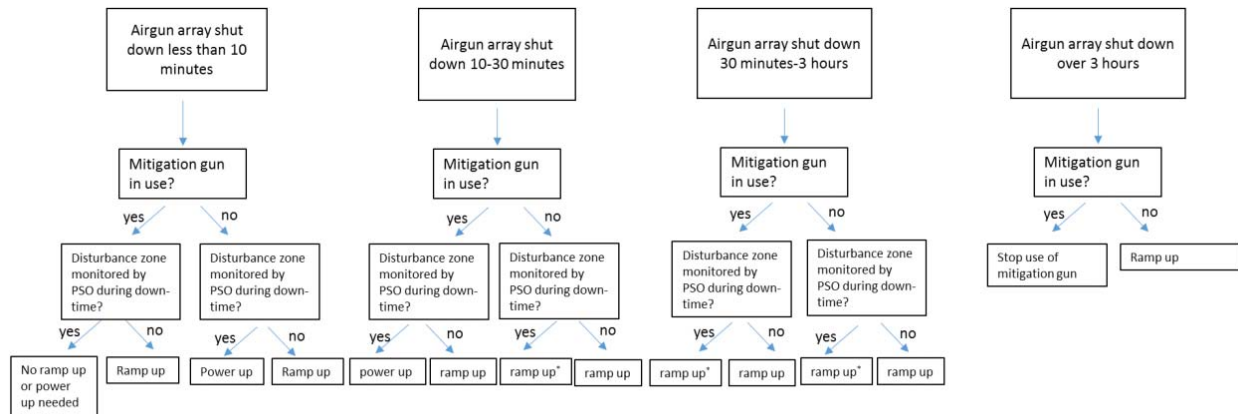 Airgun array shut
down less than 10
minutes
Airgun array shut
down 10-30 minutes
Airgun array shut down
30 minutes-3 hours
Airgun array shut down
over 3 hours
Mitigation gun
in use?
Mitigation gun
in use?
Mitigation gun
in use?
Mitigation gun
in use?
yes
no
yes
no
yes
no
yes
no
Disturbance zone
monitored by
PSO during down-
time?
Disturbance zone
monitored by
PSO during down-
time?
Disturbance zone
monitored by
PSO during down-
time?
Disturbance zone
monitored by
PSO during down-
time?
Disturbance zone
monitored by
PSO during down-
time?
Disturbance zone
monitored by
PSO during down-
time?
Stop use of
mitigation gun
Ramp up
yes
no
yes
no
yes
no
yes
no
yes
no
yes
no
No ramp up
or power
up needed
Ramp up
Power up
Ramp up
power up
ramp up
ramp up*
ramp up
ramp up*
ramp up
ramp up*
ramp up